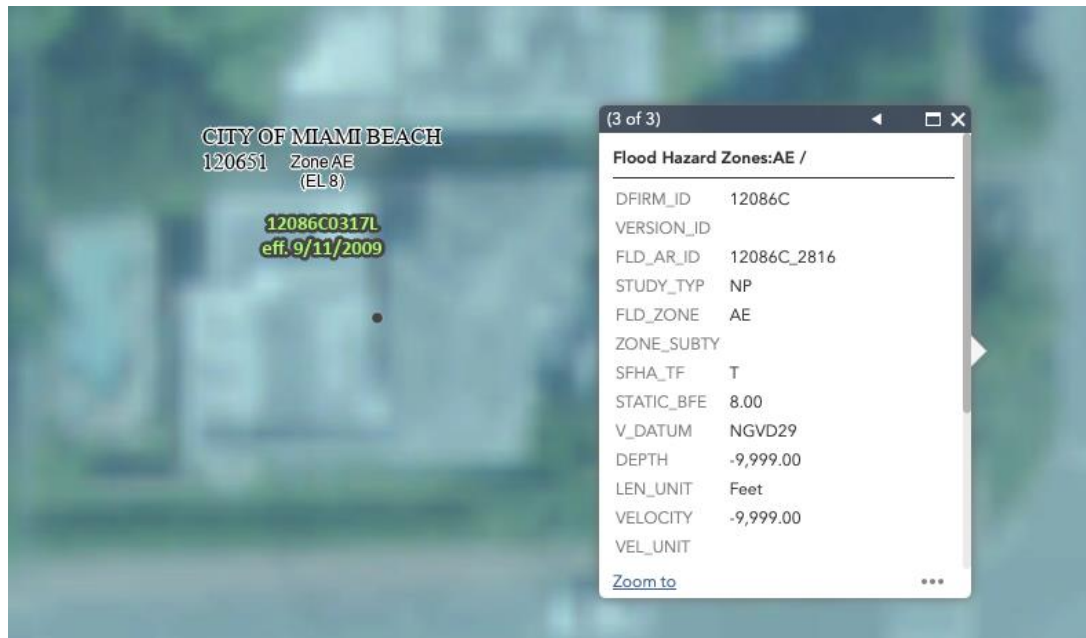 CITY OF MIAMI BEACH
120651 Zone AE
(EL 8)
12086C0317L
eff. 9/11/2009
(3 of 3)
Flood Hazard Zones:AE /
DFIRM_ID 12086C
VERSION_ID
FLD_AR_ID 12086C_2816
STUDY_TYP NP
FLD_ZONE AE
ZONE_SUBTY
SFHA_TF T
STATIC_BFE 8.00
V_DATUM NGVD29
DEPTH -9,999.00
LEN_UNIT Feet
VELOCITY -9,999.00
VEL_UNIT
Zoom to